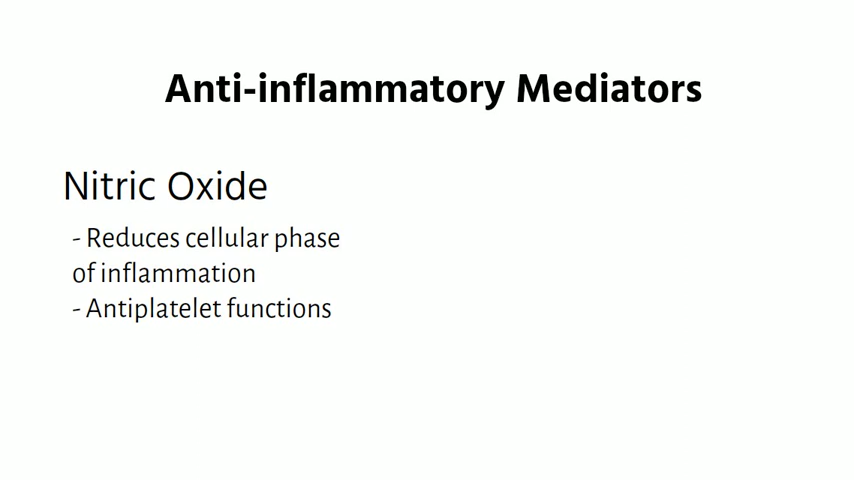 Anti-inflammatory Mediators
Nitric Oxide
- Reduces cellular phase
of inflammation
- Antiplatelet functions